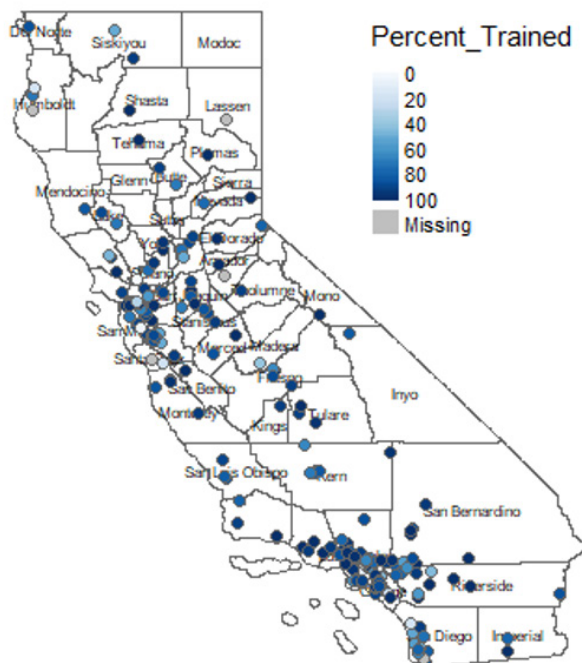 Del Norte
Siskiyou
Modoc
Percent_Trained
0
20
40
60
80
100
Missing
Humboldt
Shasta
Lassen
Tehama
Plumas
Glenn
Butte
Sierra
Mendocino
Nevada
Lake
El Dorado
Amador
Tuolumne
Mono
Stanislaus
Merced
Madera
Fresno
Inyo
San Benito
Monterey
Kings
Tulare
San Luis Obispo
Kern
San Bernardino
Riverside
Diego
Imperial